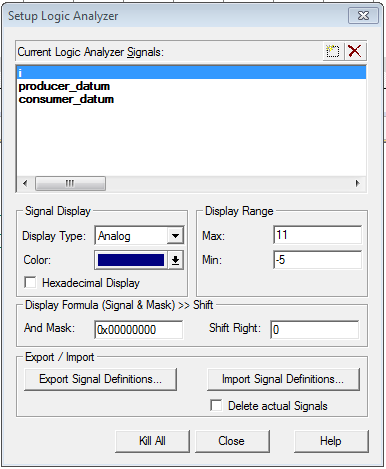 Setup Logic Analyzer
Current Logic Analyzer Signals:
i
producer_datum
consumer_datum
Signal Display
Display Type: Analog
Color:
Hexadecimal Display
Display Range
Max: 11
Min: -5
Display Formula (Signal & Mask) >> Shift
And Mask: 0x00000000 Shift Right: 0
Export / Import
Export Signal Definitions... Import Signal Definitions...
Delete actual Signals
Kill All Close Help